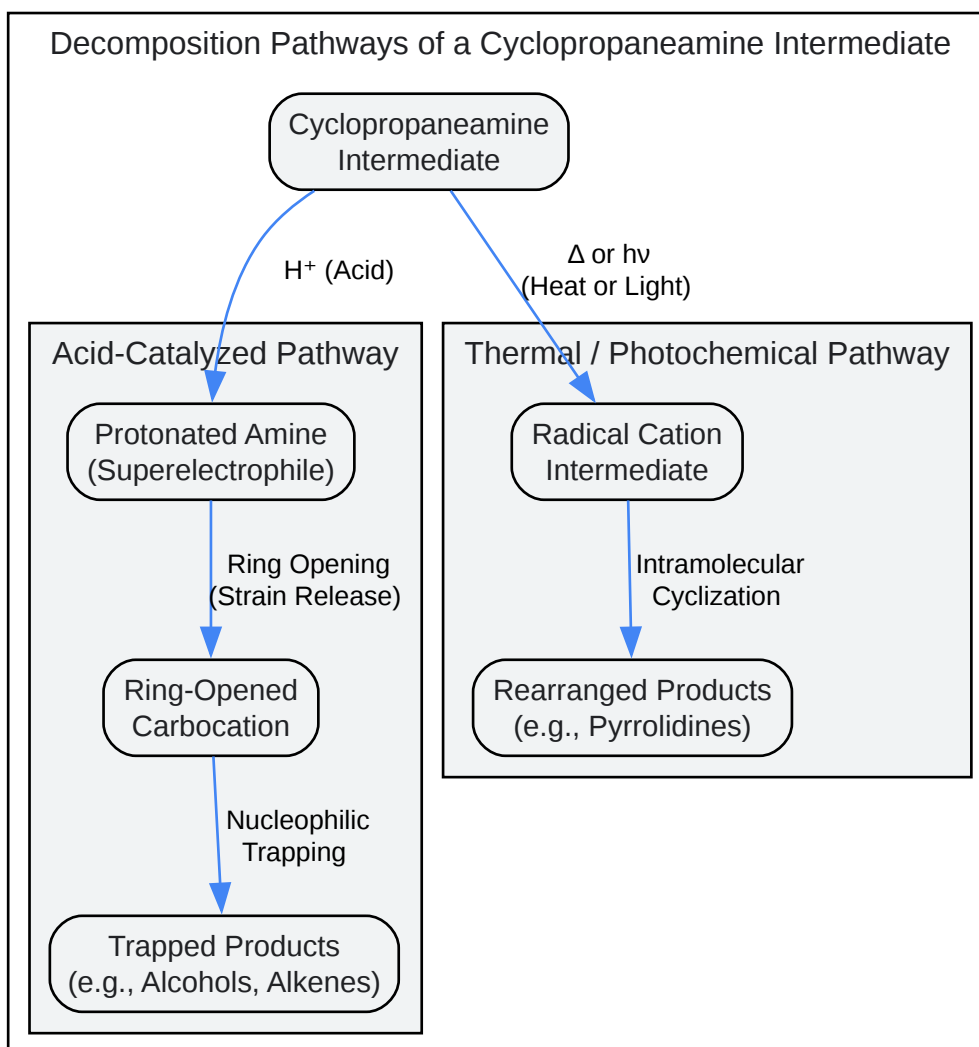 Decomposition Pathways of a Cyclopropaneamine Intermediate
Cyclopropaneamine
Intermediate
H⁺ (Acid)
Δ or hν
(Heat or Light)
Acid-Catalyzed Pathway
Protonated Amine
(Superelectrophile)
Ring Opening
(Strain Release)
Ring-Opened
Carbocation
Nucleophilic
Trapping
Trapped Products
(e.g., Alcohols, Alkenes)
Thermal / Photochemical Pathway
Radical Cation
Intermediate
Intramolecular
Cyclization
Rearranged Products
(e.g., Pyrrolidines)